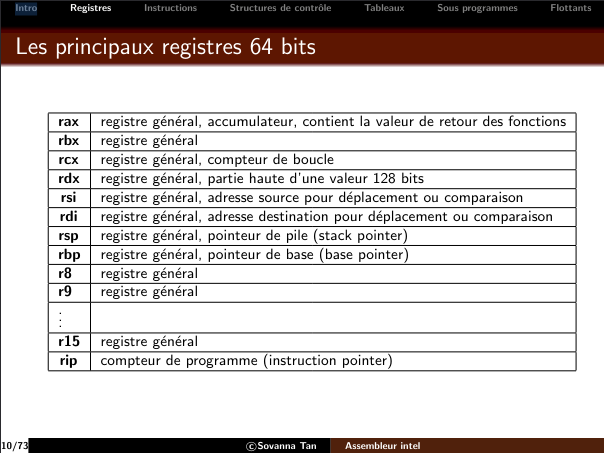 Intro Registres Instructions Structures de contrôle Tableaux Sous programmes Flottants
Les principaux registres 64 bits
rax registre général, accumulateur, contient la valeur de retour des fonctions
rbx registre général
rcx registre général, compteur de boucle
rdx registre général, partie haute d'une valeur 128 bits
rsi registre général, adresse source pour déplacement ou comparaison
rdi registre général, adresse destination pour déplacement ou comparaison
rsp registre général, pointeur de pile (stack pointer)
rbp registre général, pointeur de base (base pointer)
r8 registre général
r9 registre général
⋮
r15 registre général
rip compteur de programme (instruction pointer)
10/73 ©Sovanna Tan Assembleur intel